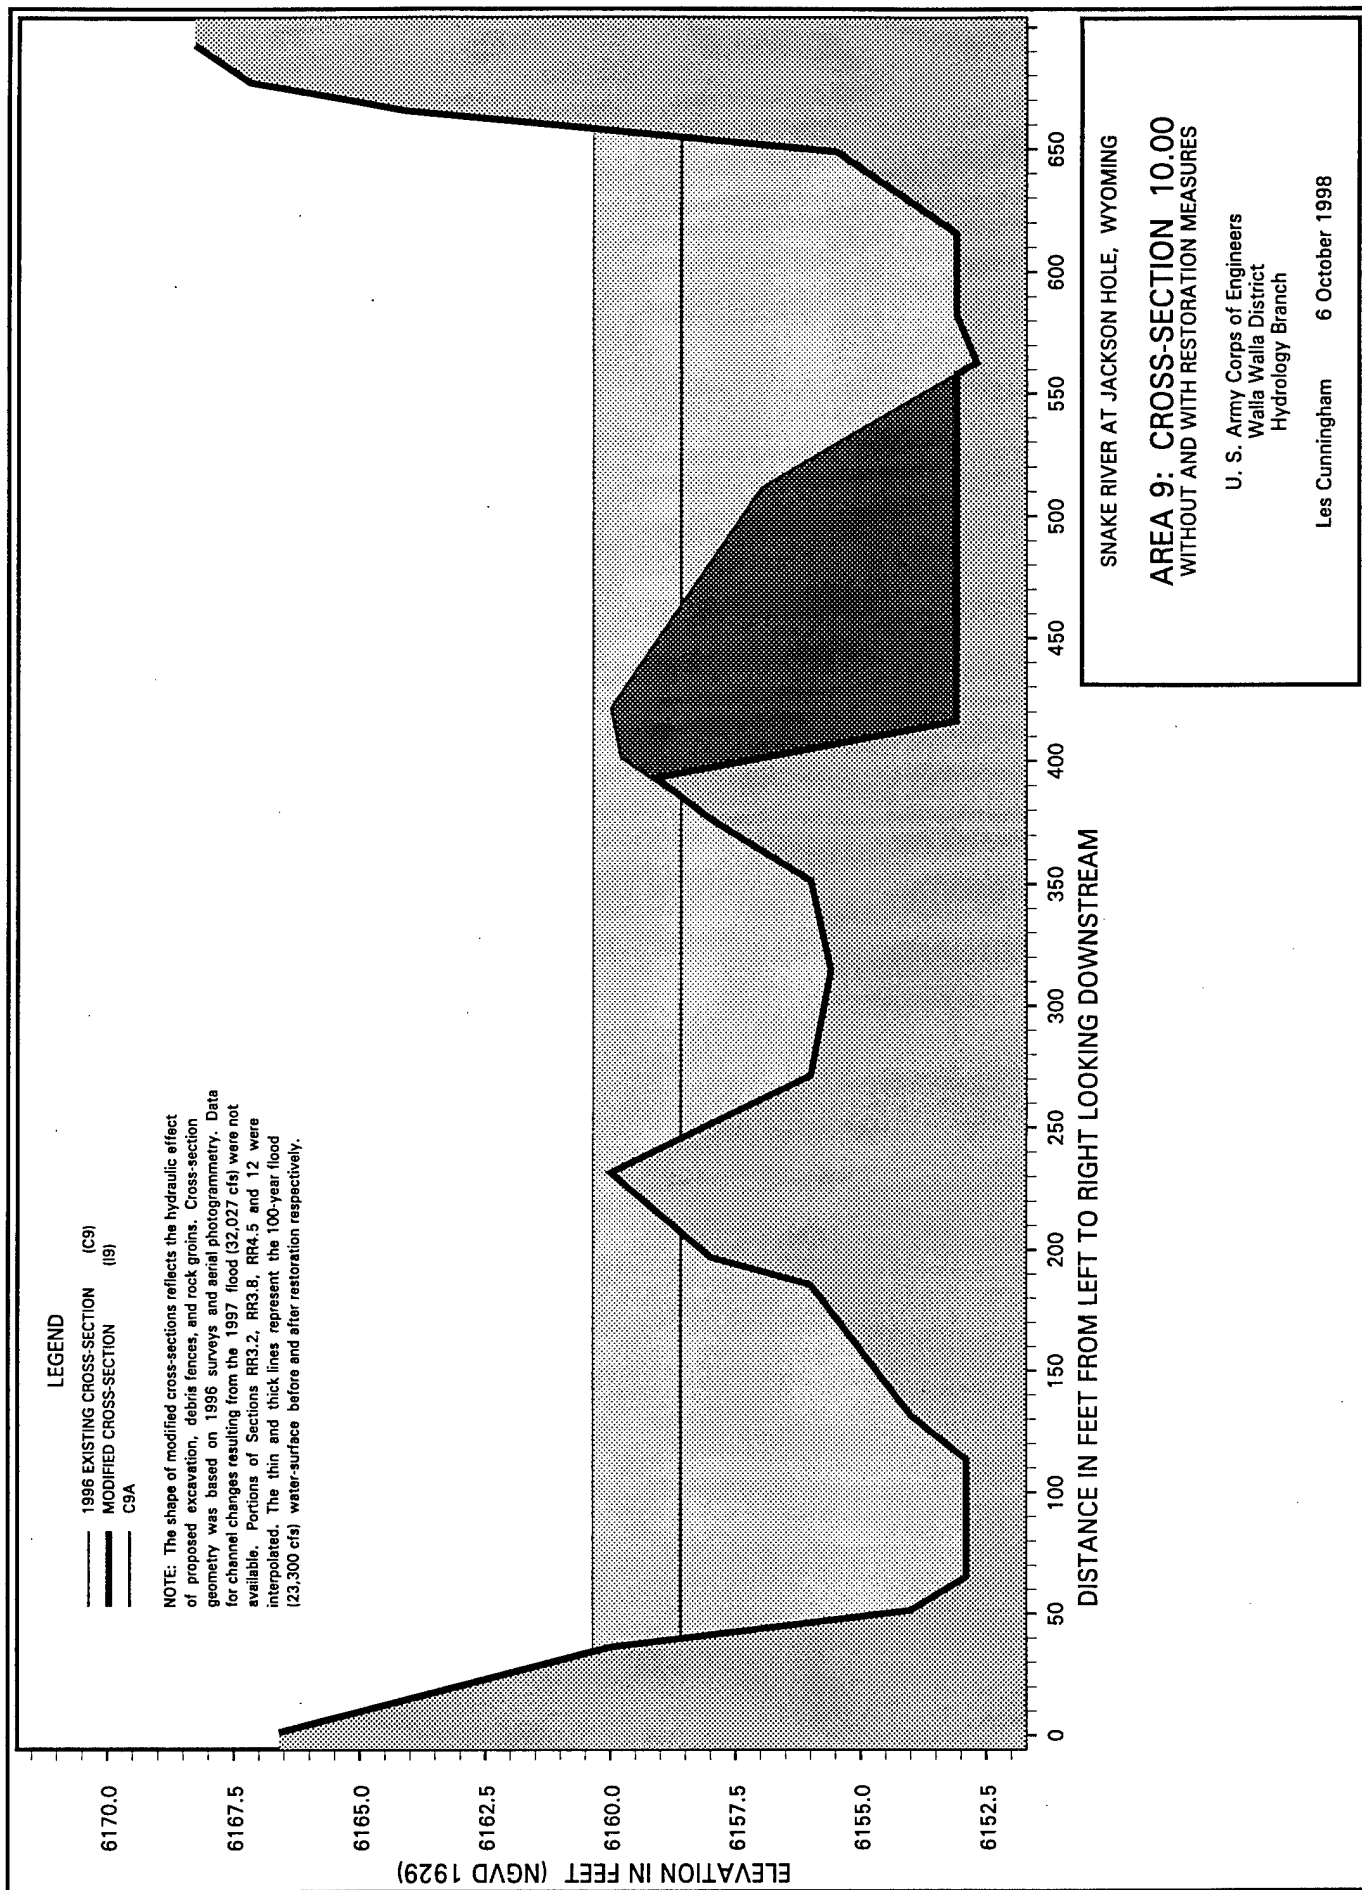 LEGEND
1996 EXISTING CROSS-SECTION (C9)
MODIFIED CROSS-SECTION (I9)
C9A
NOTE: The shape of modified cross-sections reflects the hydraulic effect
of proposed excavation, debris fences, and rock groins. Cross-section
geometry was based on 1996 surveys and aerial photogrammetry. Data
for channel changes resulting from the 1997 flood (32,027 cfs) were not
available. Portions of Sections RR3.2, RR3.8, RR4.5 and 12 were
interpolated. The thin and thick lines represent the 100-year flood
(23,300 cfs) water-surface before and after restoration respectively.
ELEVATION IN FEET (NGVD 1929)
6170.0
6167.5
6165.0
6162.5
6160.0
6157.5
6155.0
6152.5
0 50 100 150 200 250 300 350 400 450 500 550 600 650
DISTANCE IN FEET FROM LEFT TO RIGHT LOOKING DOWNSTREAM
SNAKE RIVER AT JACKSON HOLE, WYOMING
AREA 9: CROSS-SECTION 10.00
WITHOUT AND WITH RESTORATION MEASURES
U. S. Army Corps of Engineers
Walla Walla District
Hydrology Branch
Les Cunningham 6 October 1998